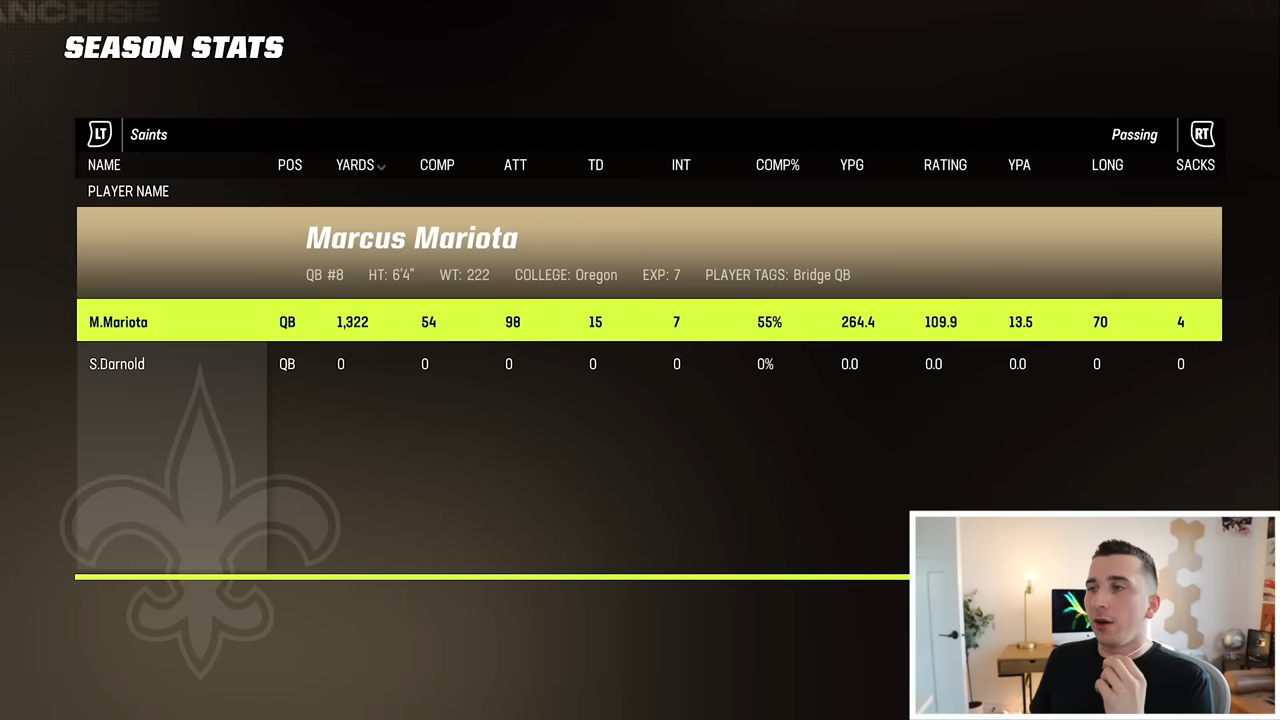 ANCHISE
SEASON STATS
LT Saints Passing RT
NAME POS YARDS COMP ATT TD INT COMP% YPG RATING YPA LONG SACKS
PLAYER NAME
Marcus Mariota
QB #8 HT: 6'4" WT: 222 COLLEGE: Oregon EXP: 7 PLAYER TAGS: Bridge QB
M.Mariota QB 1,322 54 98 15 7 55% 264.4 109.9 13.5 70 4
S.Darnold QB 0 0 0 0 0 0% 0.0 0.0 0.0 0 0